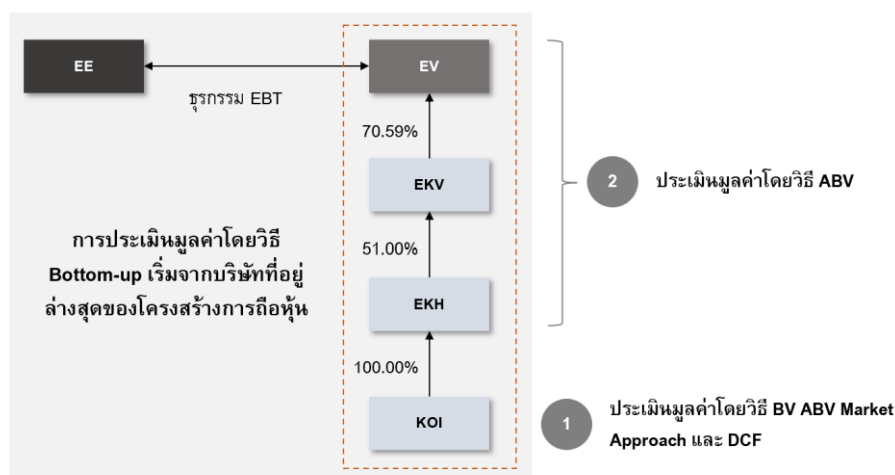 EE
EV
ธุรกรรม EBT
70.59%
EKV
2
ประเมินมูลค่าโดยวิธี ABV
การประเมินมูลค่าโดยวิธี
Bottom-up เริ่มจากบริษัทที่อยู่
ล่างสุดของโครงสร้างการถือหุ้น
51.00%
EKH
100.00%
KOI
1
ประเมินมูลค่าโดยวิธี BV ABV Market
Approach และ DCF